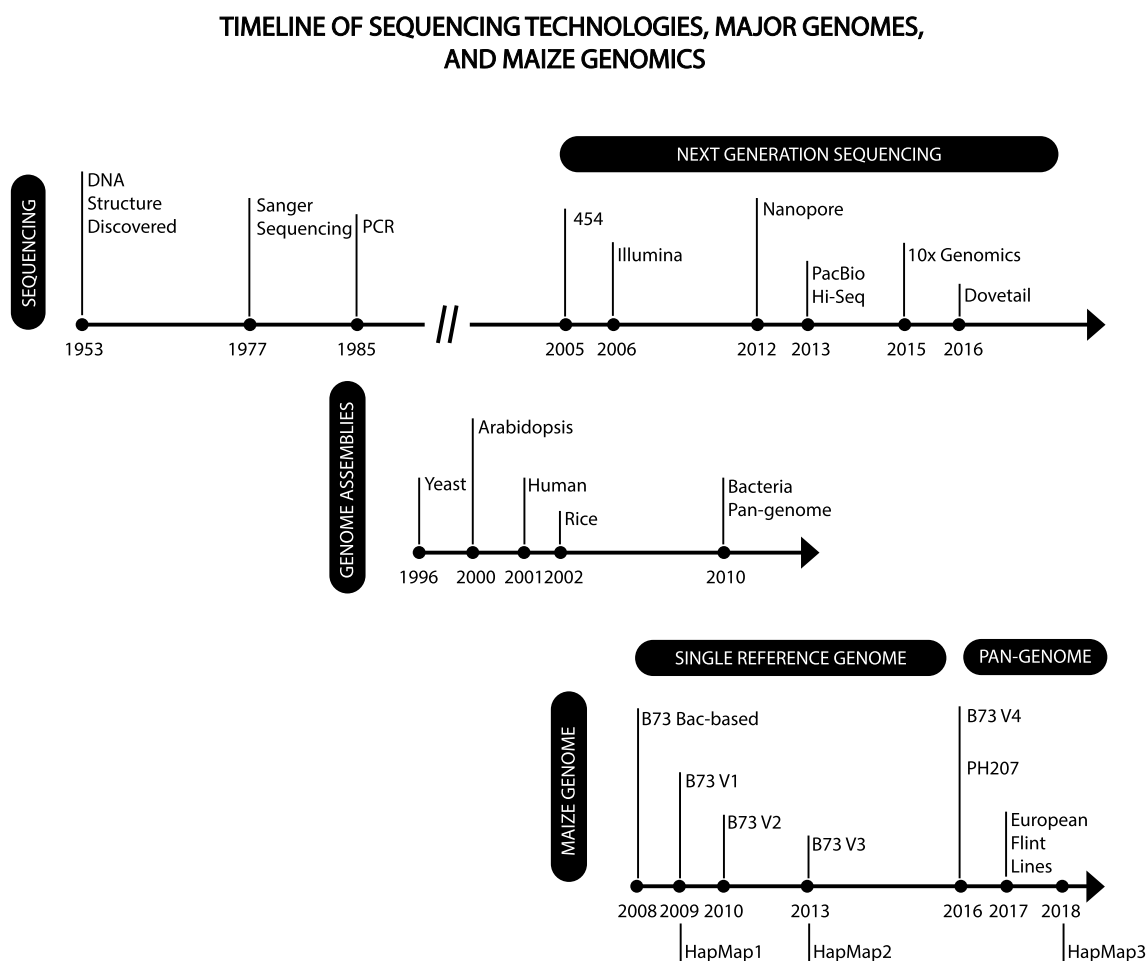 TIMELINE OF SEQUENCING TECHNOLOGIES, MAJOR GENOMES,
AND MAIZE GENOMICS
NEXT GENERATION SEQUENCING
SEQUENCING
DNA
Structure
Discovered
Sanger
Sequencing
PCR
454
Illumina
Nanopore
PacBio
Hi-Seq
10x Genomics
Dovetail
1953
1977
1985
2005
2006
2012
2013
2015
2016
GENOME ASSEMBLIES
Yeast
Arabidopsis
Human
Rice
Bacteria
Pan-genome
1996
2000
2001
2002
2010
SINGLE REFERENCE GENOME
PAN-GENOME
MAIZE GENOME
B73 Bac-based
B73 V1
B73 V2
B73 V3
B73 V4
PH207
European
Flint
Lines
2008
2009
2010
2013
2016
2017
2018
HapMap1
HapMap2
HapMap3